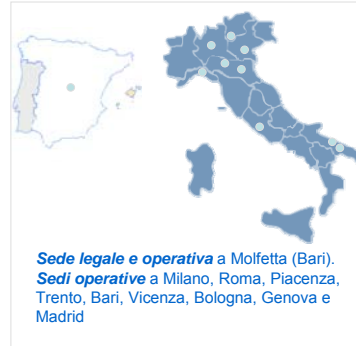 Sede legale e operativa a Molfetta (Bari).
Sedi operative a Milano, Roma, Piacenza,
Trento, Bari, Vicenza, Bologna, Genova e
Madrid